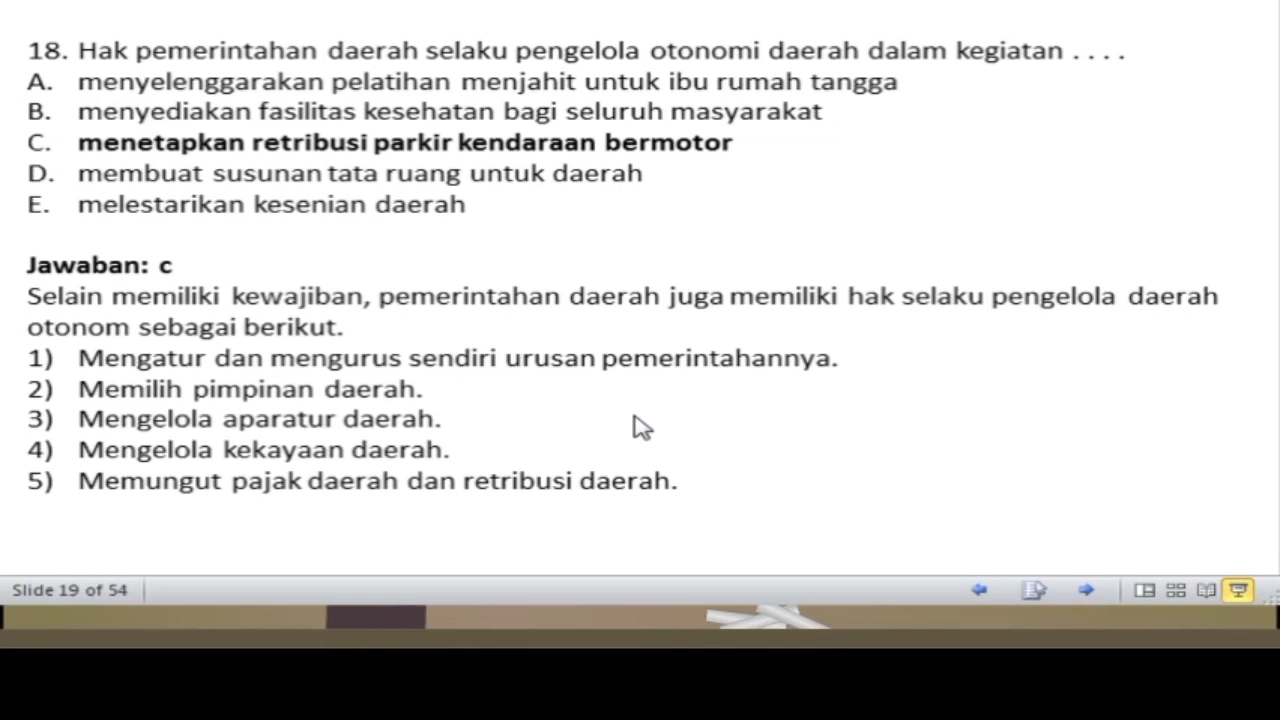 18. Hak pemerintahan daerah selaku pengelola otonomi daerah dalam kegiatan . . . .
A. menyelenggarakan pelatihan menjahit untuk ibu rumah tangga
B. menyediakan fasilitas kesehatan bagi seluruh masyarakat
C. menetapkan retribusi parkir kendaraan bermotor
D. membuat susunan tata ruang untuk daerah
E. melestarikan kesenian daerah
Jawaban: c
Selain memiliki kewajiban, pemerintahan daerah juga memiliki hak selaku pengelola daerah
otonom sebagai berikut.
1) Mengatur dan mengurus sendiri urusan pemerintahannya.
2) Memilih pimpinan daerah.
3) Mengelola aparatur daerah.
4) Mengelola kekayaan daerah.
5) Memungut pajak daerah dan retribusi daerah.
Slide 19 of 54